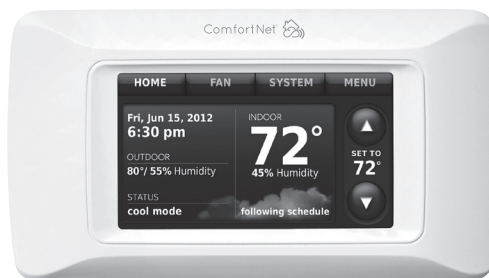 ComfortNet
HOME FAN SYSTEM MENU
Fri, Jun 15, 2012
6:30 pm
OUTDOOR
80°/ 55% Humidity
STATUS
cool mode
INDOOR
72°
45% Humidity
following schedule
SET TO
72°